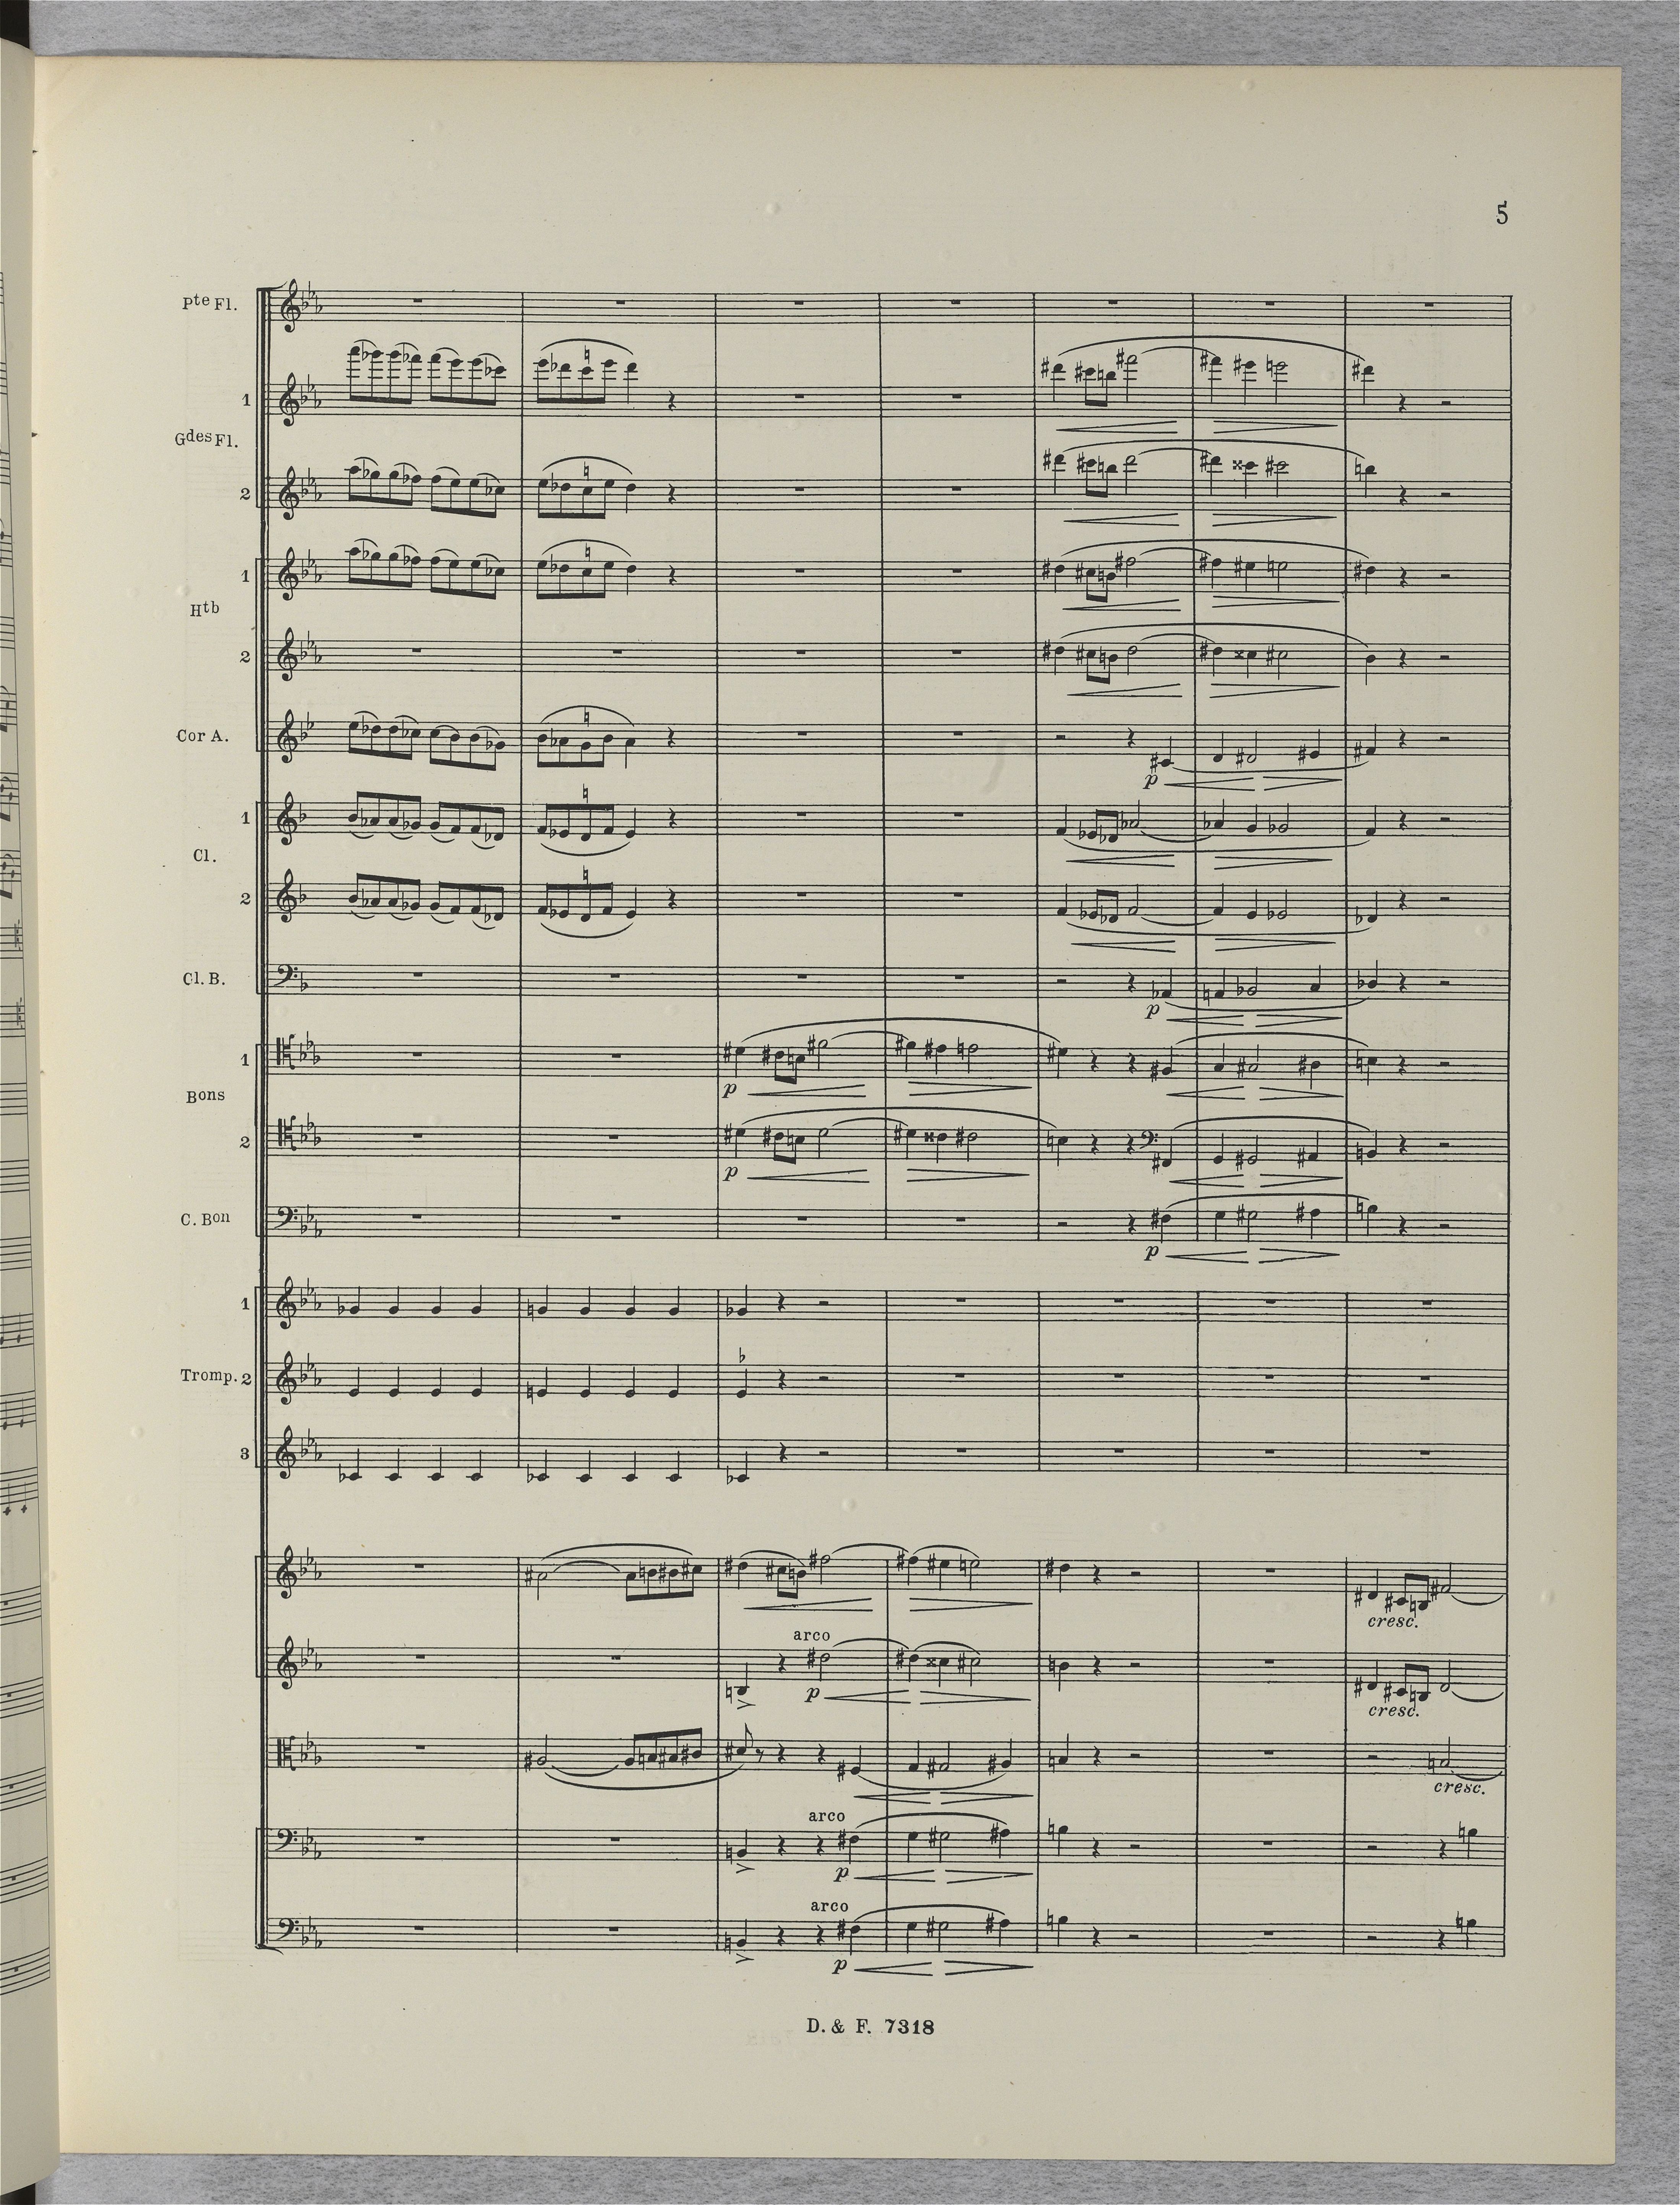 5
Pte Fl.
1
Gdes Fl.
2
1
Htb
2
Cor A.
p
1
Cl.
2
Cl. B.
p
1
p
Bons
2
p
C. Bon
p
1
Tromp. 2
3
cresc.
arco
p
cresc.
cresc.
arco
p
arco
p
D. & F. 7318